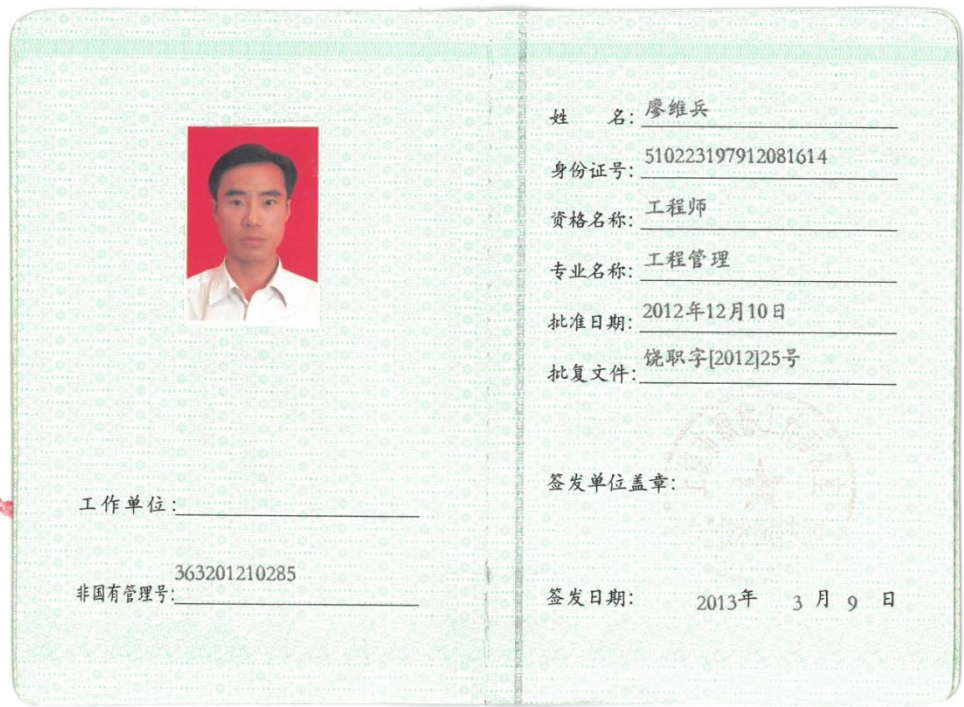 工作单位：
非国有管理号：363201210285
姓 名：廖维兵
身份证号：510223197912081614
资格名称：工程师
专业名称：工程管理
批准日期：2012年12月10日
批复文件：饶职字[2012]25号
签发单位盖章：
签发日期： 2013年 3 月 9 日